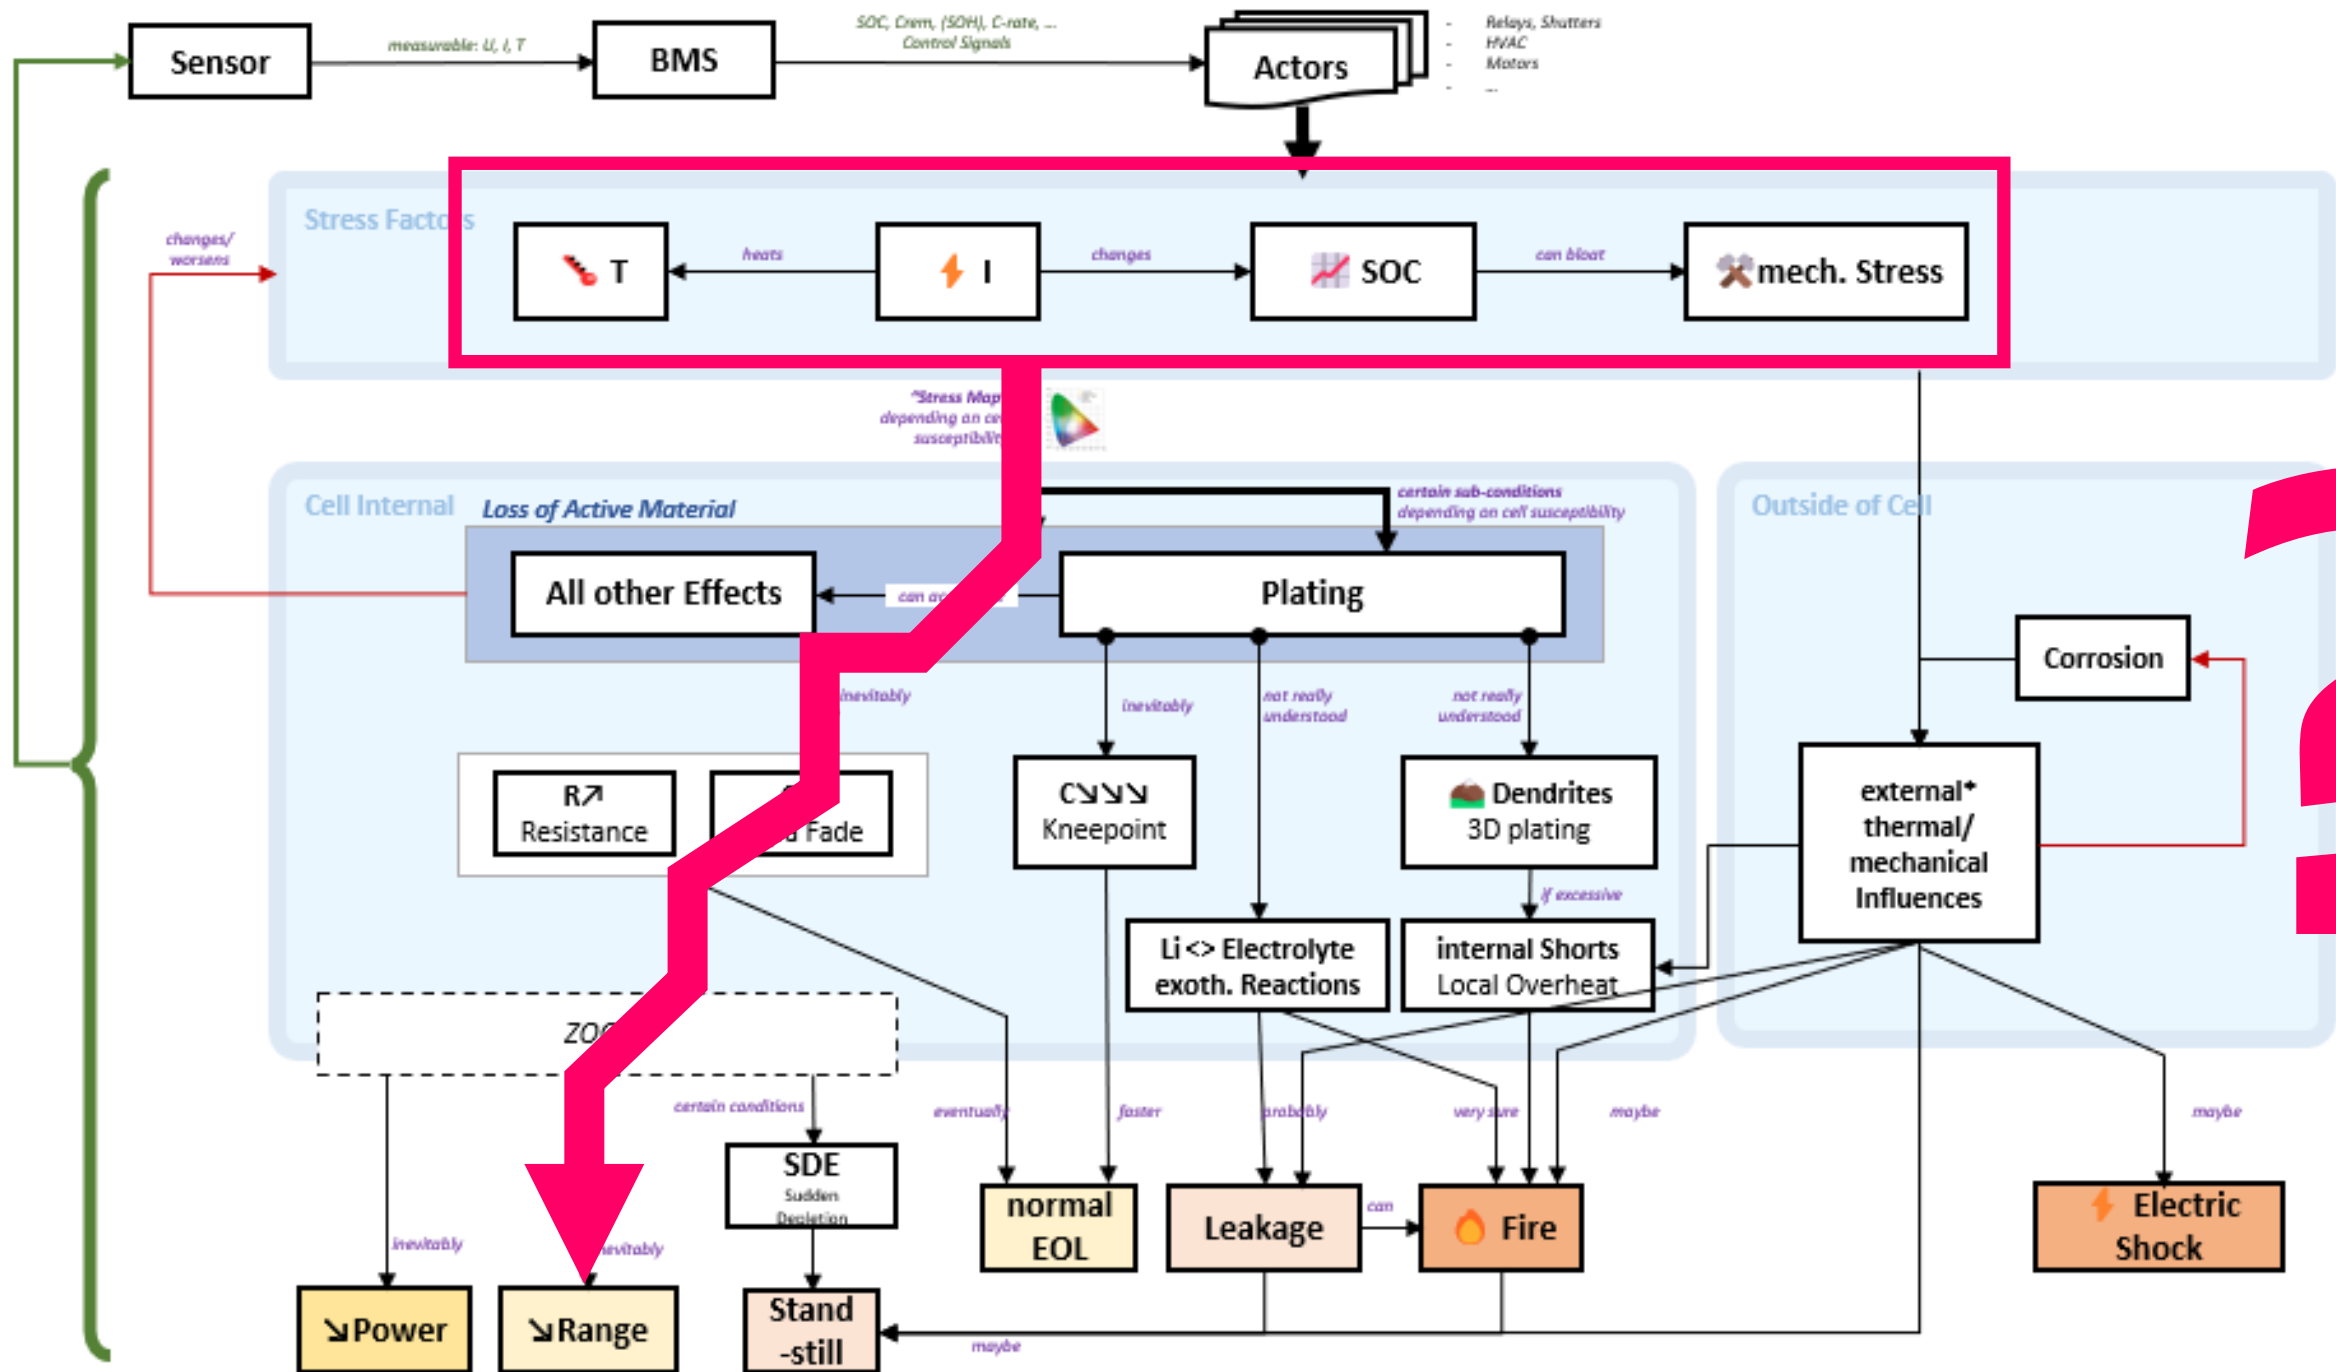 Sensor
measurable: U, I, T
BMS
SOC, Crem, (SOH), C-rate, ...
Control Signals
Actors
- Relays, Shutters
- HVAC
- Motors
- ...
Stress Factors
changes/
worsens
T
heats
I
changes
SOC
can bloat
mech. Stress
"Stress Map
depending on
susceptibility
Cell Internal
Loss of Active Material
certain sub-conditions
depending on cell susceptibility
Outside of Cell
All other Effects
can
Plating
Corrosion
inevitably
inevitably
not really
understood
not really
understood
R↗
Resistance
Fade
C↘↘↘
Kneepoint
Dendrites
3D plating
external*
thermal/
mechanical
Influences
if excessive
Li <> Electrolyte
exoth. Reactions
internal Shorts
Local Overheat
certain conditions
eventually
faster
probably
very sure
maybe
maybe
SDE
Sudden
Depletion
inevitably
inevitably
normal
EOL
Leakage
can
Fire
Electric
Shock
↘Power
↘Range
Stand
-still
maybe